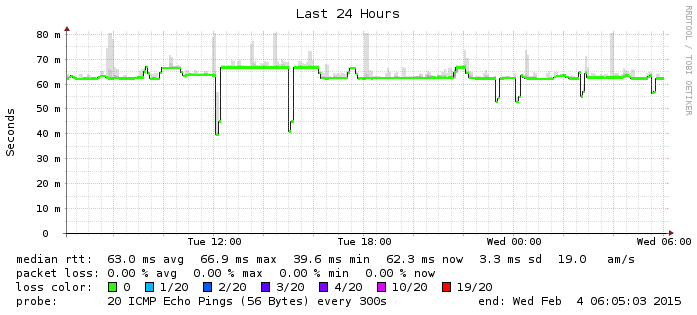 Last 24 Hours
RRDTOOL / TOBI OETIKER
Seconds
80 m
70 m
60 m
50 m
40 m
30 m
20 m
10 m
0
Tue 12:00 Tue 18:00 Wed 00:00 Wed 06:00
median rtt: 63.0 ms avg 66.9 ms max 39.6 ms min 62.3 ms now 3.3 ms sd 19.0 am/s
packet loss: 0.00 % avg 0.00 % max 0.00 % min 0.00 % now
loss color: 0 1/20 2/20 3/20 4/20 10/20 19/20
probe: 20 ICMP Echo Pings (56 Bytes) every 300s end: Wed Feb 4 06:05:03 2015